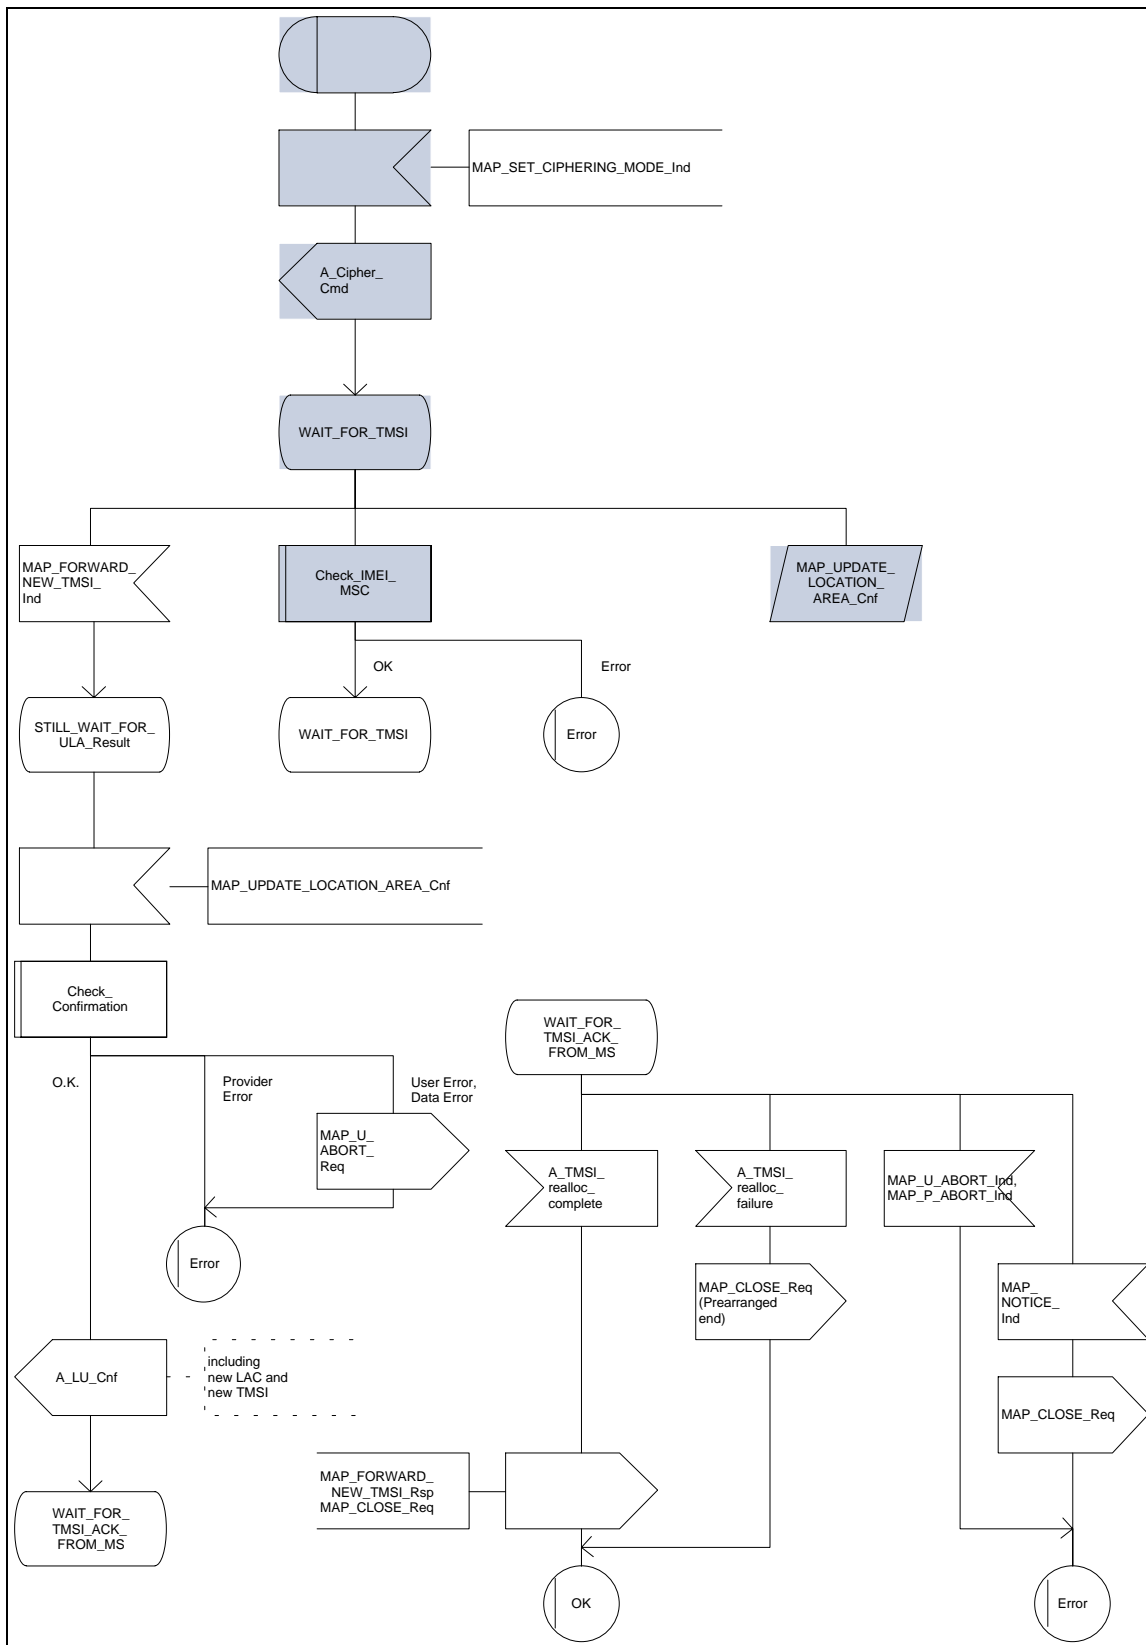 MAP_SET_CIPHERING_MODE_Ind
A_Cipher_
Cmd
WAIT_FOR_TMSI
MAP_FORWARD_
NEW_TMSI_
Ind
Check_IMEI_
MSC
MAP_UPDATE_
LOCATION_
AREA_Cnf
OK
Error
STILL_WAIT_FOR_
ULA_Result
WAIT_FOR_TMSI
Error
MAP_UPDATE_LOCATION_AREA_Cnf
Check_
Confirmation
O.K.
Provider
Error
User Error,
Data Error
MAP_U_
ABORT_
Req
Error
A_LU_Cnf
including
new LAC and
new TMSI
WAIT_FOR_
TMSI_ACK_
FROM_MS
WAIT_FOR_
TMSI_ACK_
FROM_MS
A_TMSI_
realloc_
complete
A_TMSI_
realloc_
failure
MAP_U_ABORT_Ind,
MAP_P_ABORT_Ind
MAP_CLOSE_Req
(Prearranged
end)
MAP_
NOTICE_
Ind
MAP_CLOSE_Req
MAP_FORWARD_
NEW_TMSI_Rsp
MAP_CLOSE_Req
OK
Error